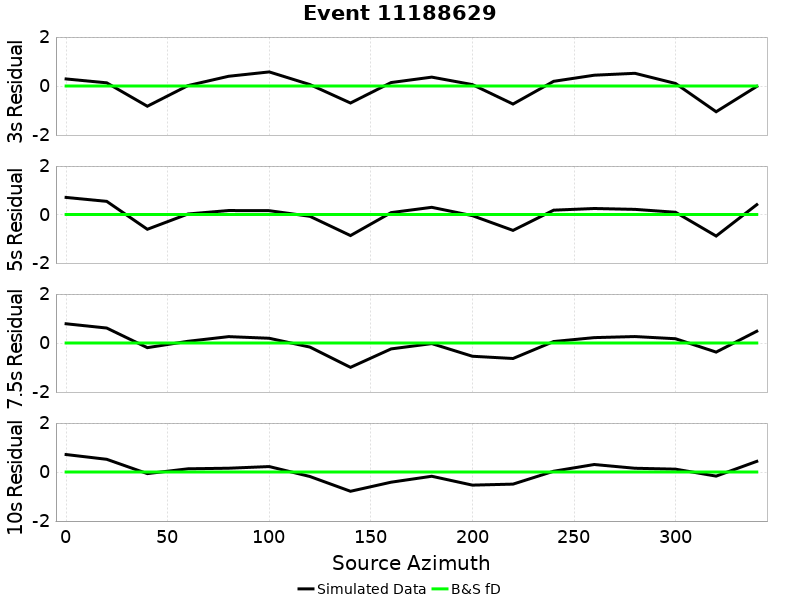 Event 11188629
3s Residual
2
0
-2
5s Residual
2
0
-2
7.5s Residual
2
0
-2
10s Residual
2
0
-2
0 50 100 150 200 250 300
Source Azimuth
Simulated Data B&S fD